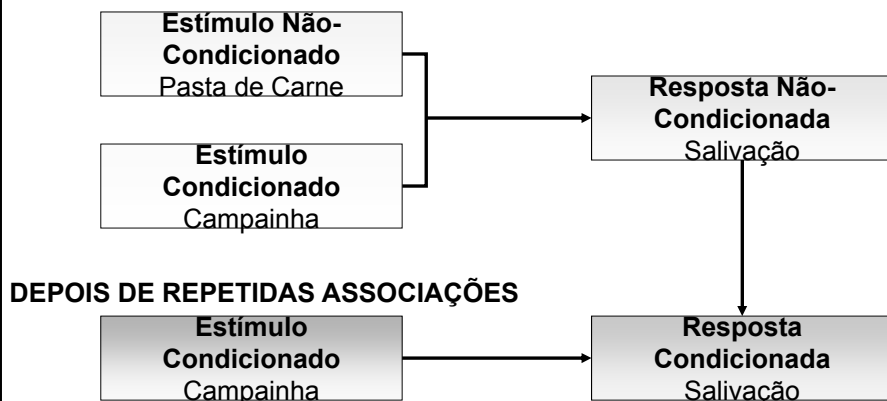 Estímulo Não-
Condicionado
Pasta de Carne
Resposta Não-
Condicionada
Salivação
Estímulo
Condicionado
Campainha
DEPOIS DE REPETIDAS ASSOCIAÇÕES
Estímulo
Condicionado
Campainha
Resposta
Condicionada
Salivação